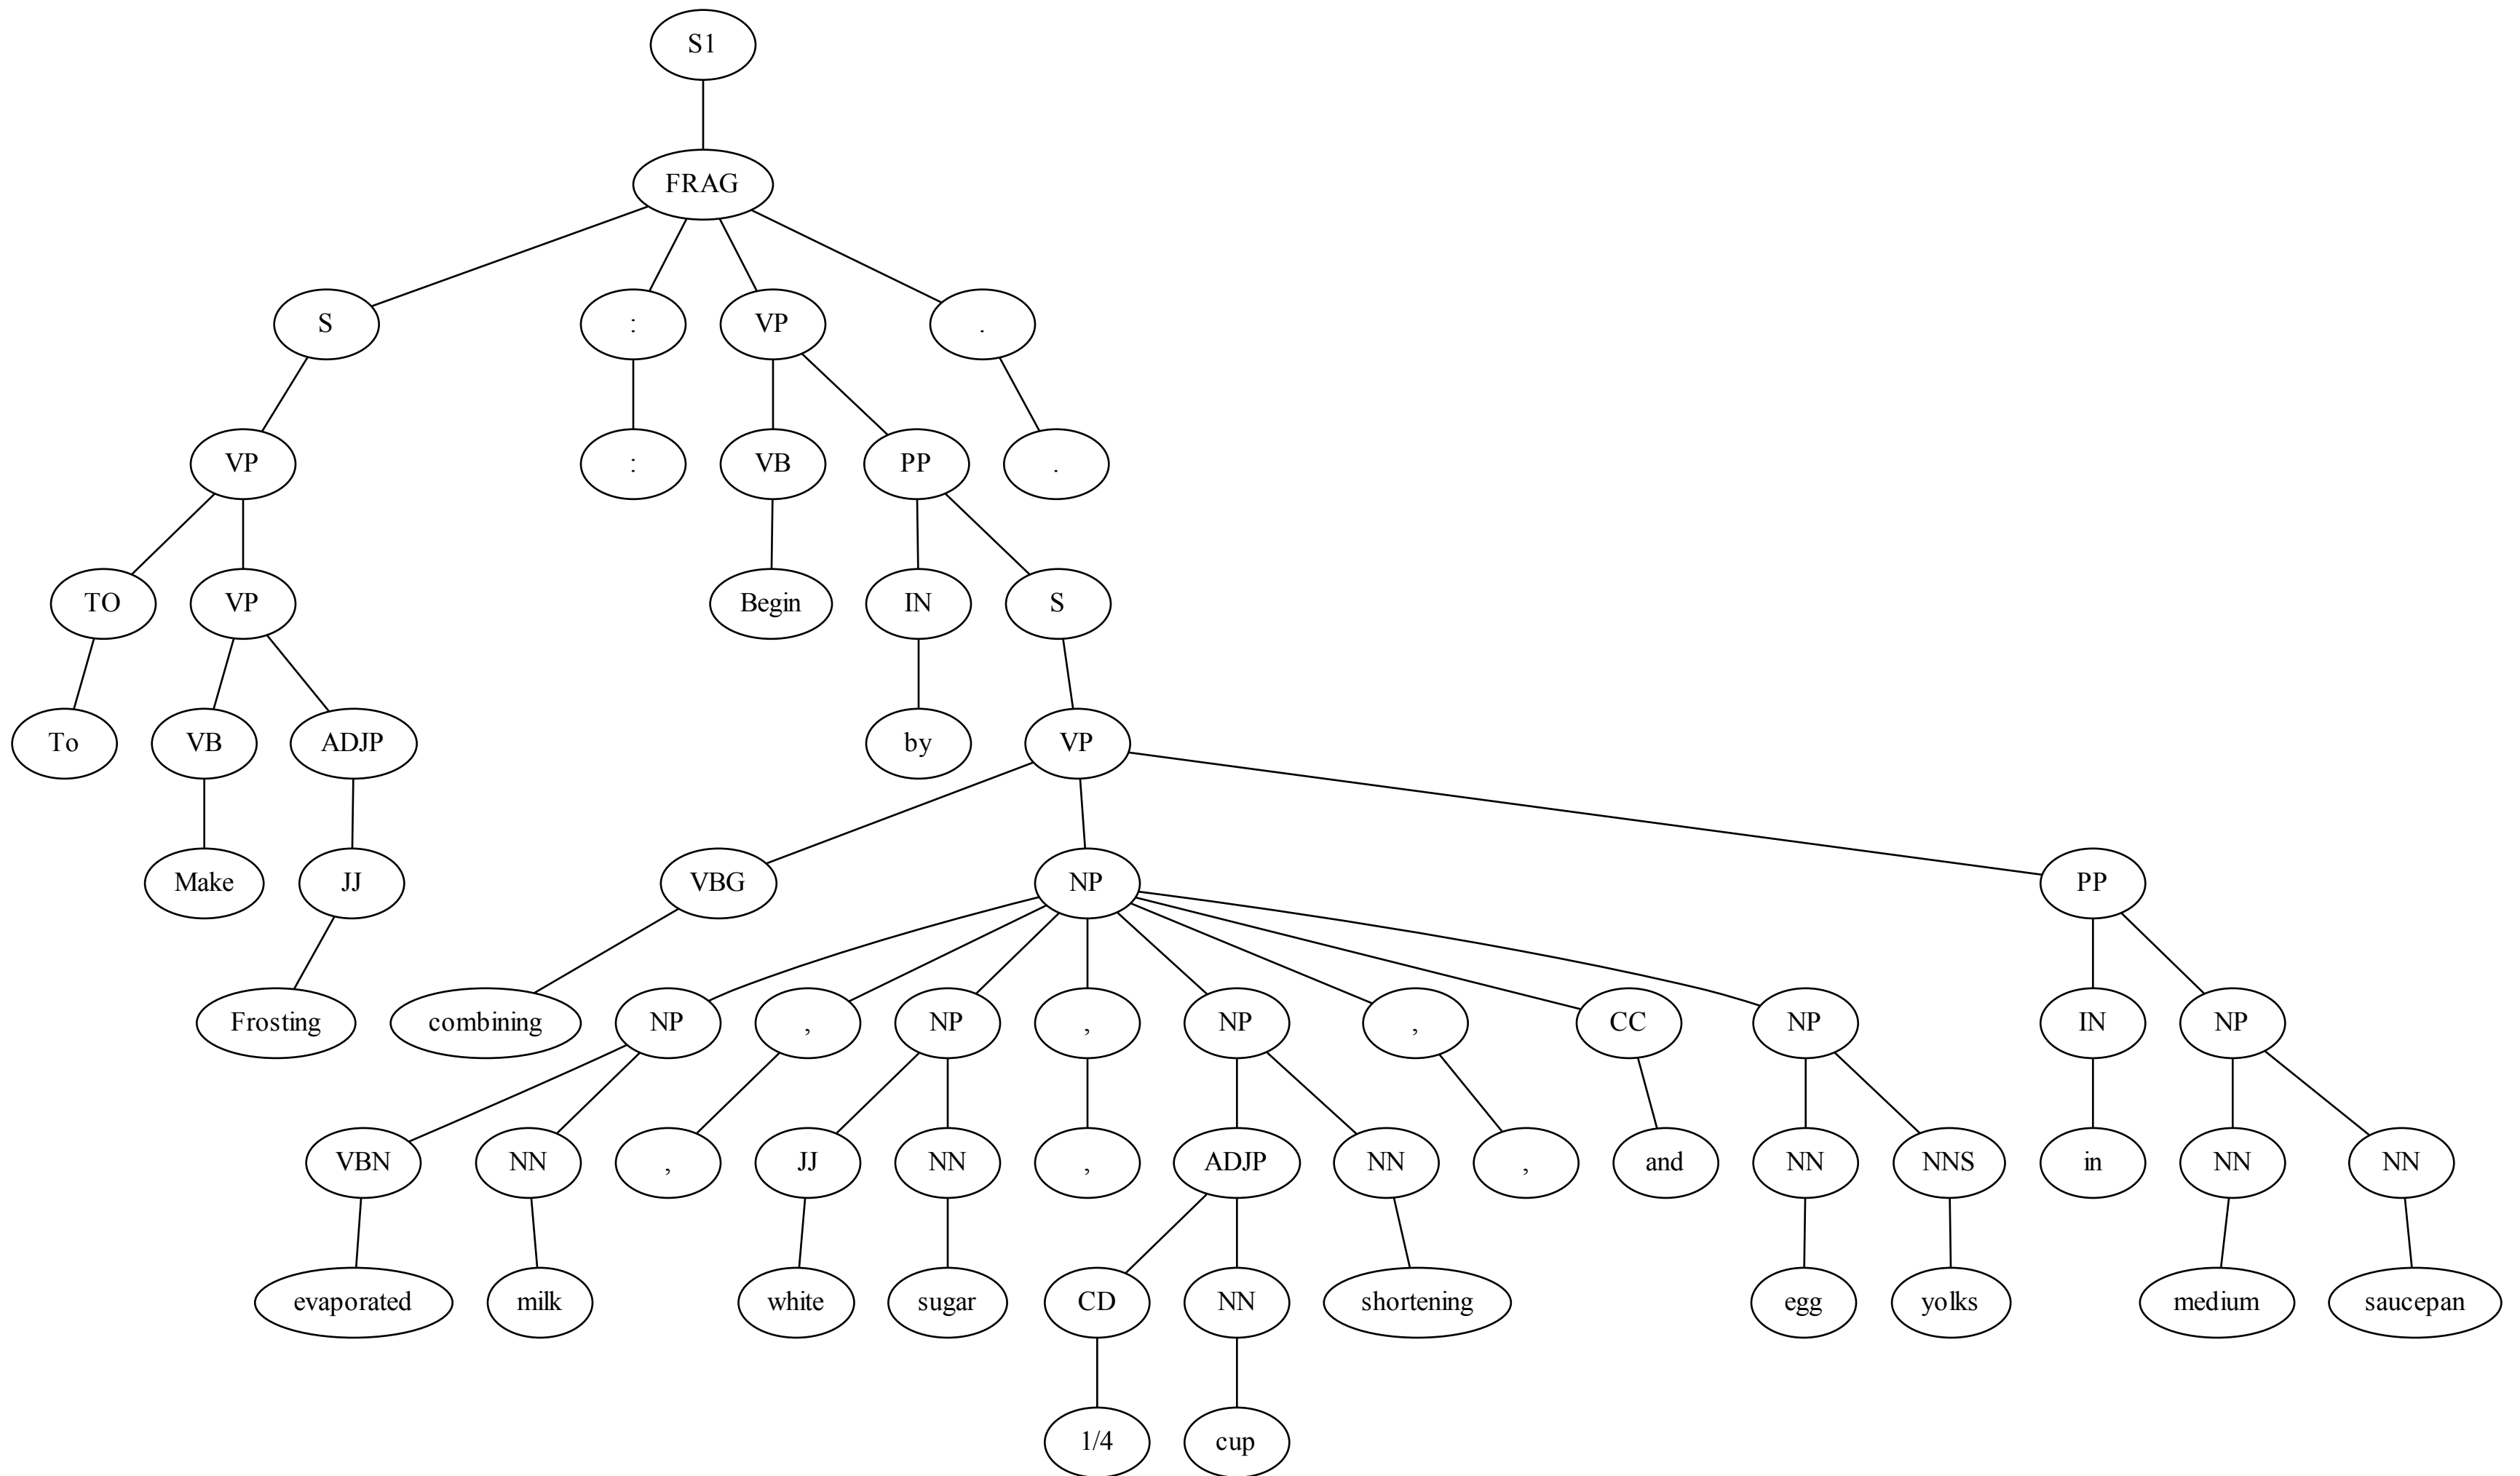 S1
FRAG
S : VP .
VP : VB PP .
TO VP Begin IN S
To VB ADJP by VP
Make JJ VBG NP PP
Frosting combining NP , NP , NP , CC NP IN NP
VBN NN , JJ NN , ADJP NN , and NN NNS in NN NN
evaporated milk white sugar CD NN shortening egg yolks medium saucepan
1/4 cup